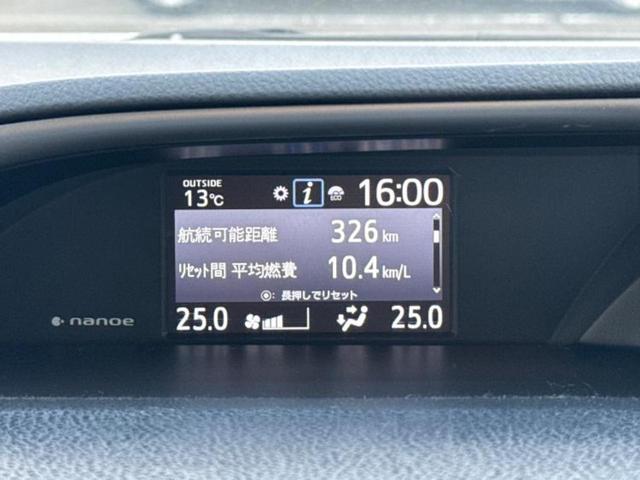 OUTSIDE
13℃ i ECO 16:00
航続可能距離 326 km
リセット間 平均燃費 10.4 km/L
◉: 長押しでリセット
25.0 25.0
nanoe